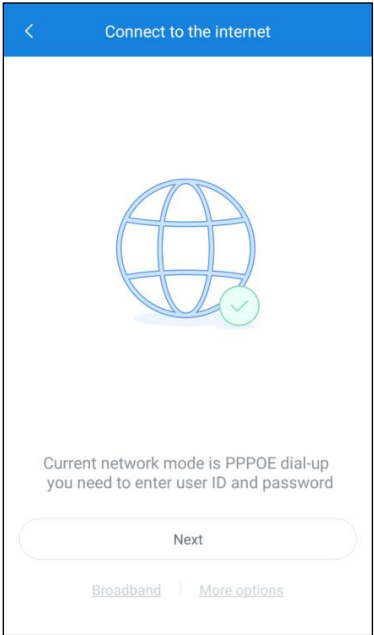 Connect to the internet
Current network mode is PPPOE dial-up
you need to enter user ID and password
Next
Broadband More options